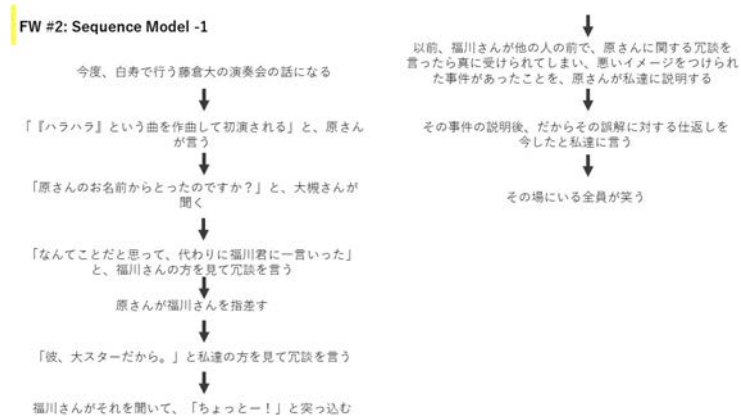 FW #2: Sequence Model -1
今度、白寿で行う藤倉大の演奏会の話になる
「『ハラハラ』という曲を作曲して初演される」と、原さん
が言う
「原さんのお名前からとったのですか？」と、大槻さんが
聞く
「なんてことだと思って、代わりに福川君に一言いった」
と、福川さんの方を見て冗談を言う
原さんが福川さんを指差す
「彼、大スターだから。」と私達の方を見て冗談を言う
福川さんがそれを聞いて、「ちょっとー！」と突っ込む
以前、福川さんが他の人の前で、原さんに関する冗談を
言ったら真に受けられてしまい、悪いイメージをつけられ
た事件があったことを、原さんが私達に説明する
その事件の説明後、だからその誤解に対する仕返しを
今したと私達に言う
その場にいる全員が笑う